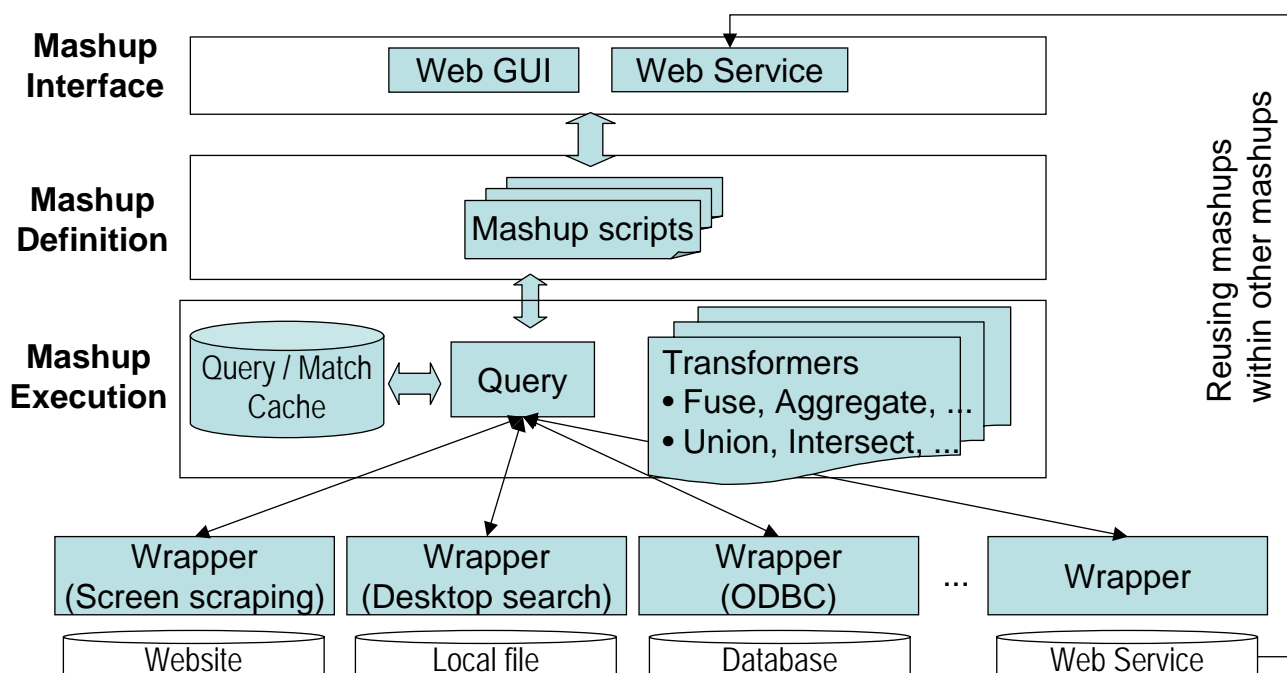 Mashup
Interface
Web GUI
Web Service
Mashup
Definition
Mashup scripts
Mashup
Execution
Query / Match
Cache
Query
Transformers
• Fuse, Aggregate, ...
• Union, Intersect, ...
Reusing mashups
within other mashups
Wrapper
(Screen scraping)
Wrapper
(Desktop search)
Wrapper
(ODBC)
...
Wrapper
Website
Local file
Database
Web Service